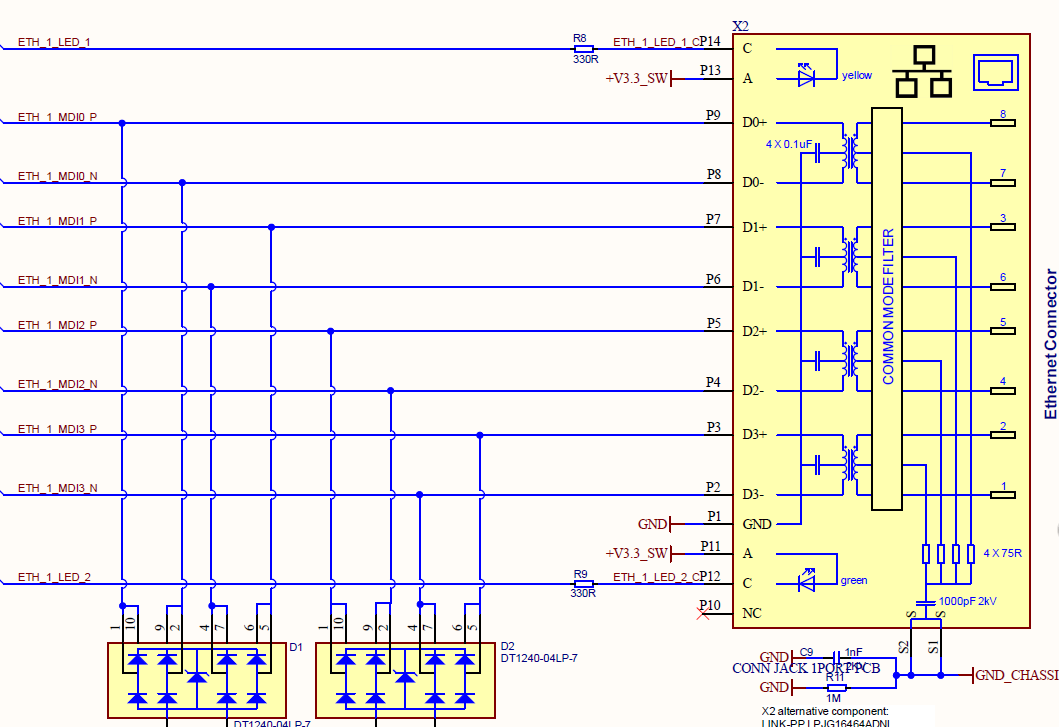 X2
ETH_1_LED_1 R8 330R ETH_1_LED_1_C P14 C
+V3.3_SW P13 A yellow
ETH_1_MDI0_P P9 D0+ 8
4 X 0.1uF
ETH_1_MDI0_N P8 D0- 7
ETH_1_MDI1_P P7 D1+ 3
ETH_1_MDI1_N P6 D1- 6
ETH_1_MDI2_P P5 D2+ 5
ETH_1_MDI2_N P4 D2- 4
ETH_1_MDI3_P P3 D3+ 2
ETH_1_MDI3_N P2 D3- 1
COMMON MODE FILTER
Ethernet Connector
GND P1 GND
+V3.3_SW P11 A 4 X 75R
ETH_1_LED_2 R9 330R ETH_1_LED_2_C P12 C green
1000pF 2kV
P10 NC S S
1 10 9 2 4 7 6 5 1 10 9 2 4 7 6 5
S2 S1
D1 D2
DT1240-04LP-7
GND C9 1nF
2KV
CONN JACK 1PORT PCB
GND_CHASSI
GND R11
1M
X2 alternative component:
DT1240-04LP-7
LINK-PP LPJG16464ADNL